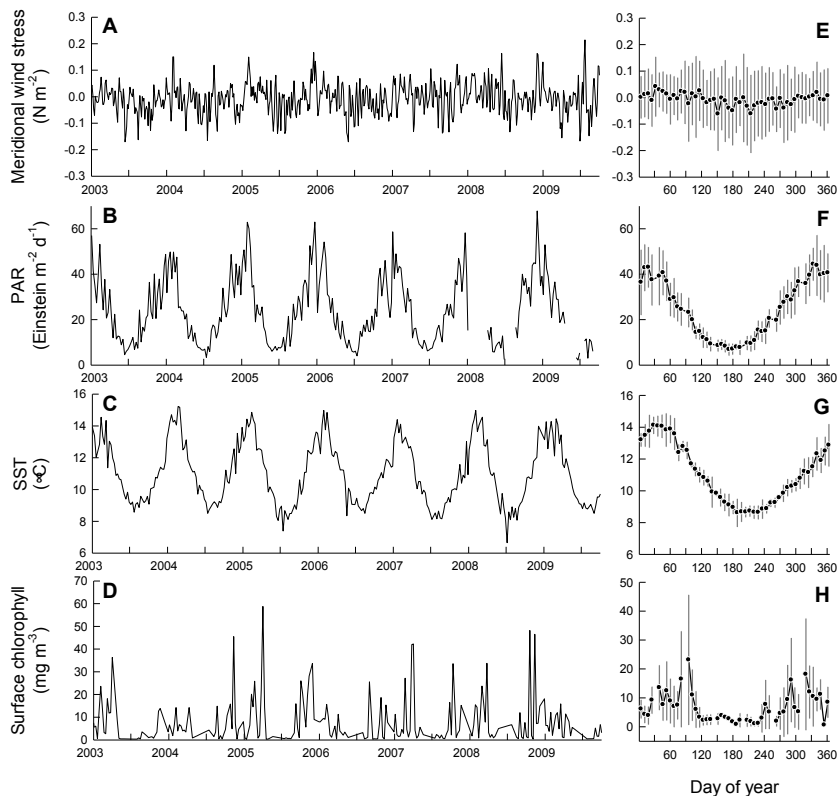 A
Meridional wind stress
(N m-2)
0.3
0.2
0.1
0.0
-0.1
-0.2
-0.3
2003 2004 2005 2006 2007 2008 2009
E
0.3
0.2
0.1
0.0
-0.1
-0.2
-0.3
60 120 180 240 300 360
B
PAR
(Einstein m-2 d-1)
60
40
20
0
2003 2004 2005 2006 2007 2008 2009
F
60
40
20
0
60 120 180 240 300 360
C
SST
(∝C)
16
14
12
10
8
6
2003 2004 2005 2006 2007 2008 2009
G
16
14
12
10
8
6
60 120 180 240 300 360
D
Surface chlorophyll
(mg m-3)
70
60
50
40
30
20
10
0
2003 2004 2005 2006 2007 2008 2009
H
50
40
30
20
10
0
60 120 180 240 300 360
Day of year